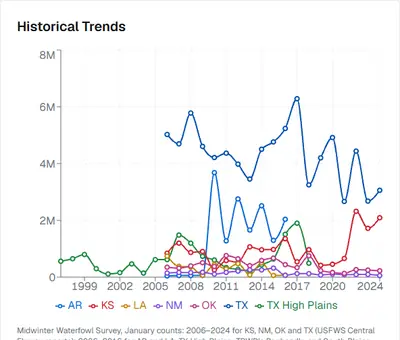 Historical Trends
8M
6M
4M
2M
0
1999 2002 2005 2008 2011 2014 2017 2020 2024
AR KS LA NM OK TX TX High Plains
Midwinter Waterfowl Survey, January counts: 2006–2024 for KS, NM, OK and TX (USFWS Central